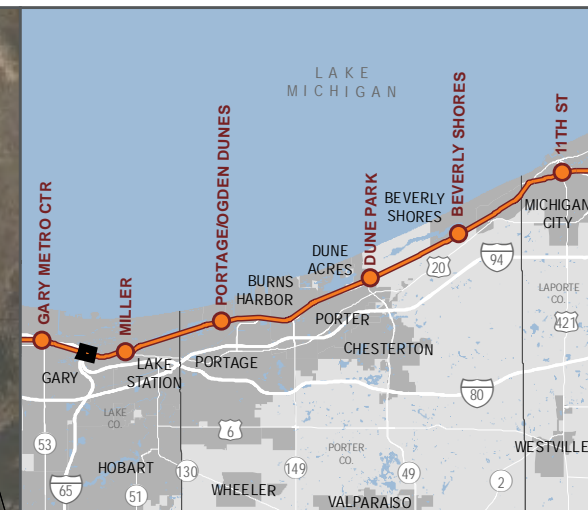 LAKE
MICHIGAN
GARY METRO CTR
MILLER
PORTAGE/OGDEN DUNES
DUNE PARK
BEVERLY SHORES
11TH ST
BEVERLY
SHORES
MICHIGAN
CITY
DUNE
ACRES
20
94
BURNS
HARBOR
LAPORTE
CO.
PORTER
421
CHESTERTON
LAKE
STATION
PORTAGE
GARY
80
LAKE
CO.
6
53
PORTER
CO.
WESTVILLE
HOBART
130
149
49
2
65
51
WHEELER
VALPARAISO